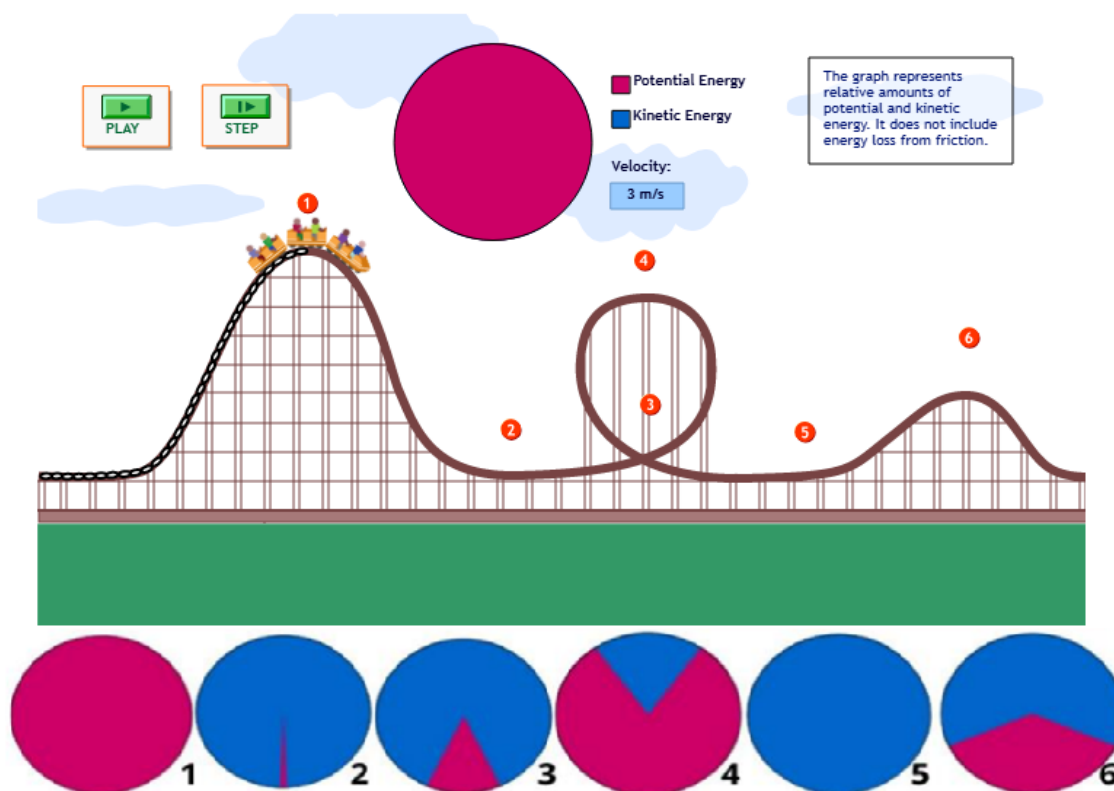 PLAY
STEP
Potential Energy
Kinetic Energy
Velocity:
3 m/s
The graph represents
relative amounts of
potential and kinetic
energy. It does not include
energy loss from friction.
1
4
6
3
2
5
1
2
3
4
5
6